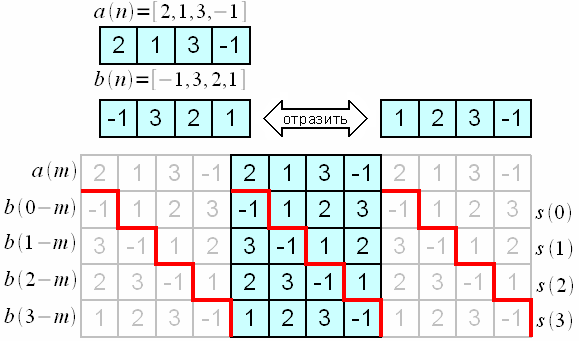 a(n)=[2,1,3,-1]
2 1 3 -1
b(n)=[-1,3,2,1]
-1 3 2 1 отразить 1 2 3 -1
a(m) 2 1 3 -1 2 1 3 -1 2 1 3 -1
b(0-m) -1 1 2 3 -1 1 2 3 -1 1 2 3 s(0)
b(1-m) 3 -1 1 2 3 -1 1 2 3 -1 1 2 s(1)
b(2-m) 2 3 -1 1 2 3 -1 1 2 3 -1 1 s(2)
b(3-m) 1 2 3 -1 1 2 3 -1 1 2 3 -1 s(3)